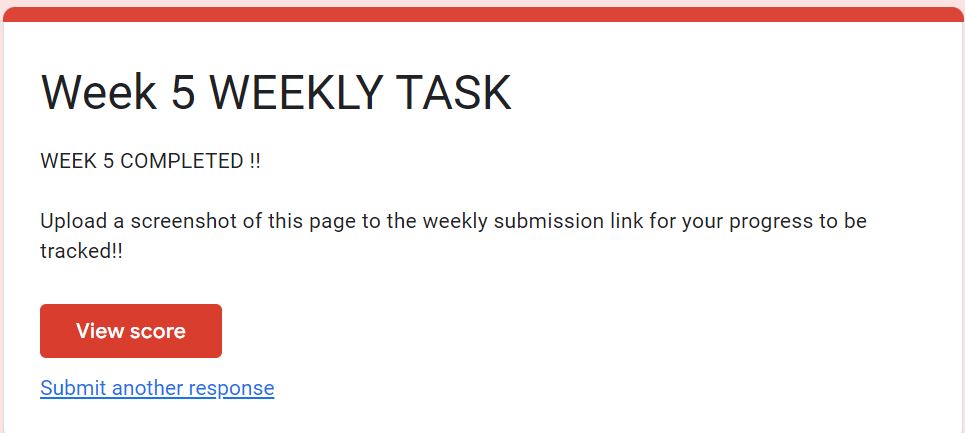 Week 5 WEEKLY TASK
WEEK 5 COMPLETED !!
Upload a screenshot of this page to the weekly submission link for your progress to be
tracked!!
View score
Submit another response